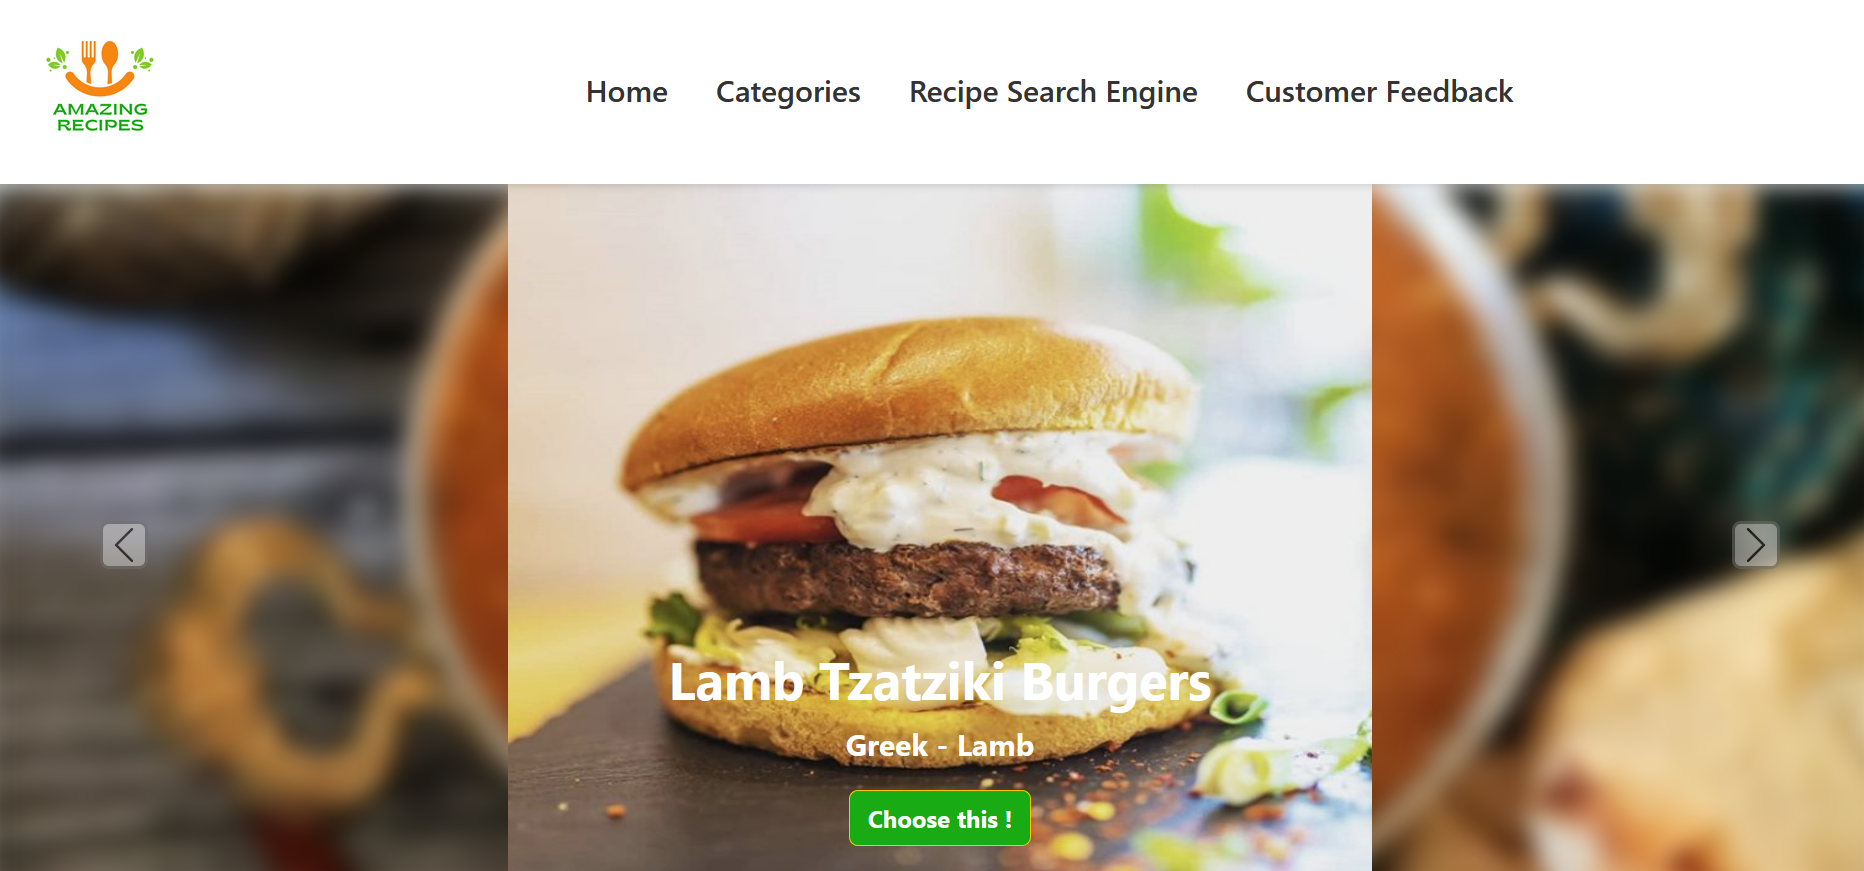 AMAZING
RECIPES
Home Categories Recipe Search Engine Customer Feedback
Lamb Tzatziki Burgers
Greek - Lamb
Choose this !